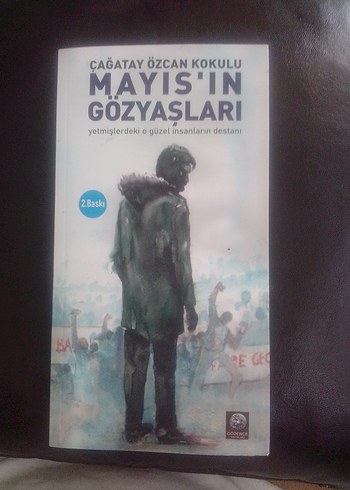 ÇAĞATAY ÖZCAN KOKULU
MAYIS'IN
GÖZYAŞLARI
yetmişlerdeki o güzel insanların destanı
2.Baskı